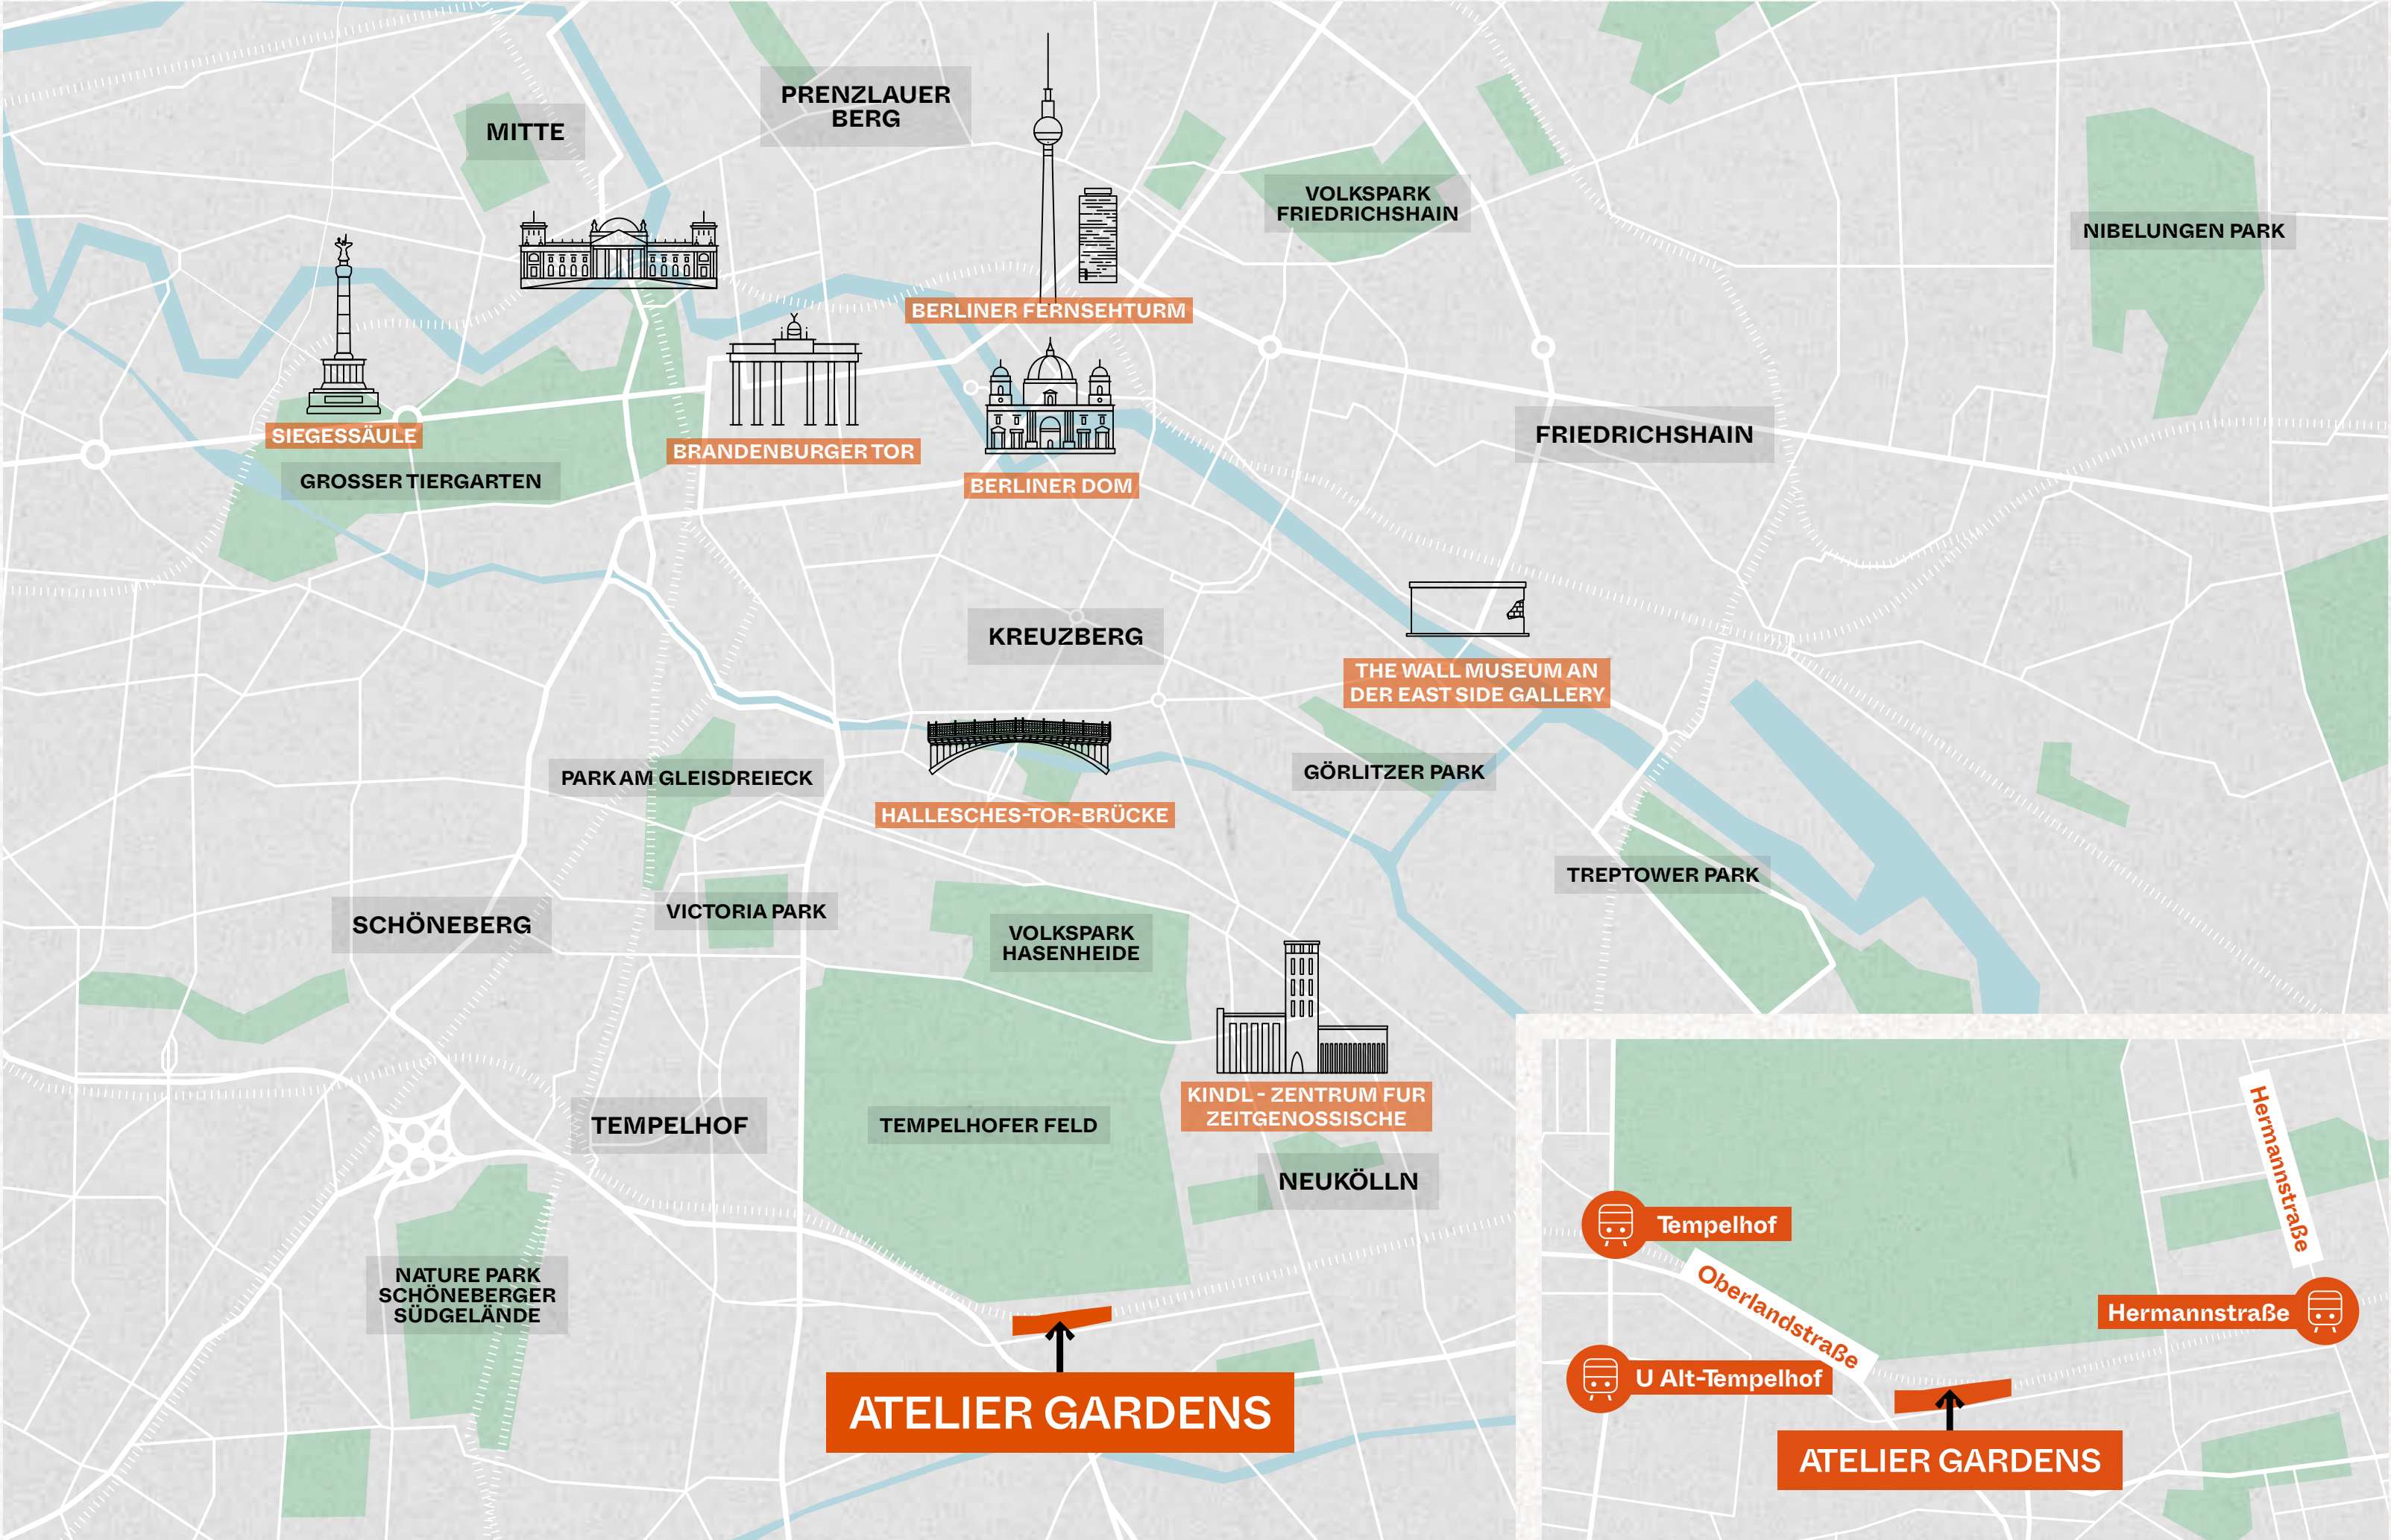 PRENZLAUER
BERG
MITTE
VOLKSPARK
FRIEDRICHSHAIN
NIBELUNGEN PARK
BERLINER FERNSEHTURM
SIEGESSÄULE
BRANDENBURGER TOR
FRIEDRICHSHAIN
GROSSER TIERGARTEN
BERLINER DOM
KREUZBERG
THE WALL MUSEUM AN
DER EAST SIDE GALLERY
PARK AM GLEISDREIECK
GÖRLITZER PARK
HALLESCHES-TOR-BRÜCKE
TREPTOWER PARK
SCHÖNEBERG
VICTORIA PARK
VOLKSPARK
HASENHEIDE
TEMPELHOF
TEMPELHOFER FELD
KINDL - ZENTRUM FUR
ZEITGENOSSISCHE
NEUKÖLLN
NATURE PARK
SCHÖNEBERGER
SÜDGELÄNDE
ATELIER GARDENS
Hermannstraße
Tempelhof
Oberlandstraße
Hermannstraße
U Alt-Tempelhof
ATELIER GARDENS